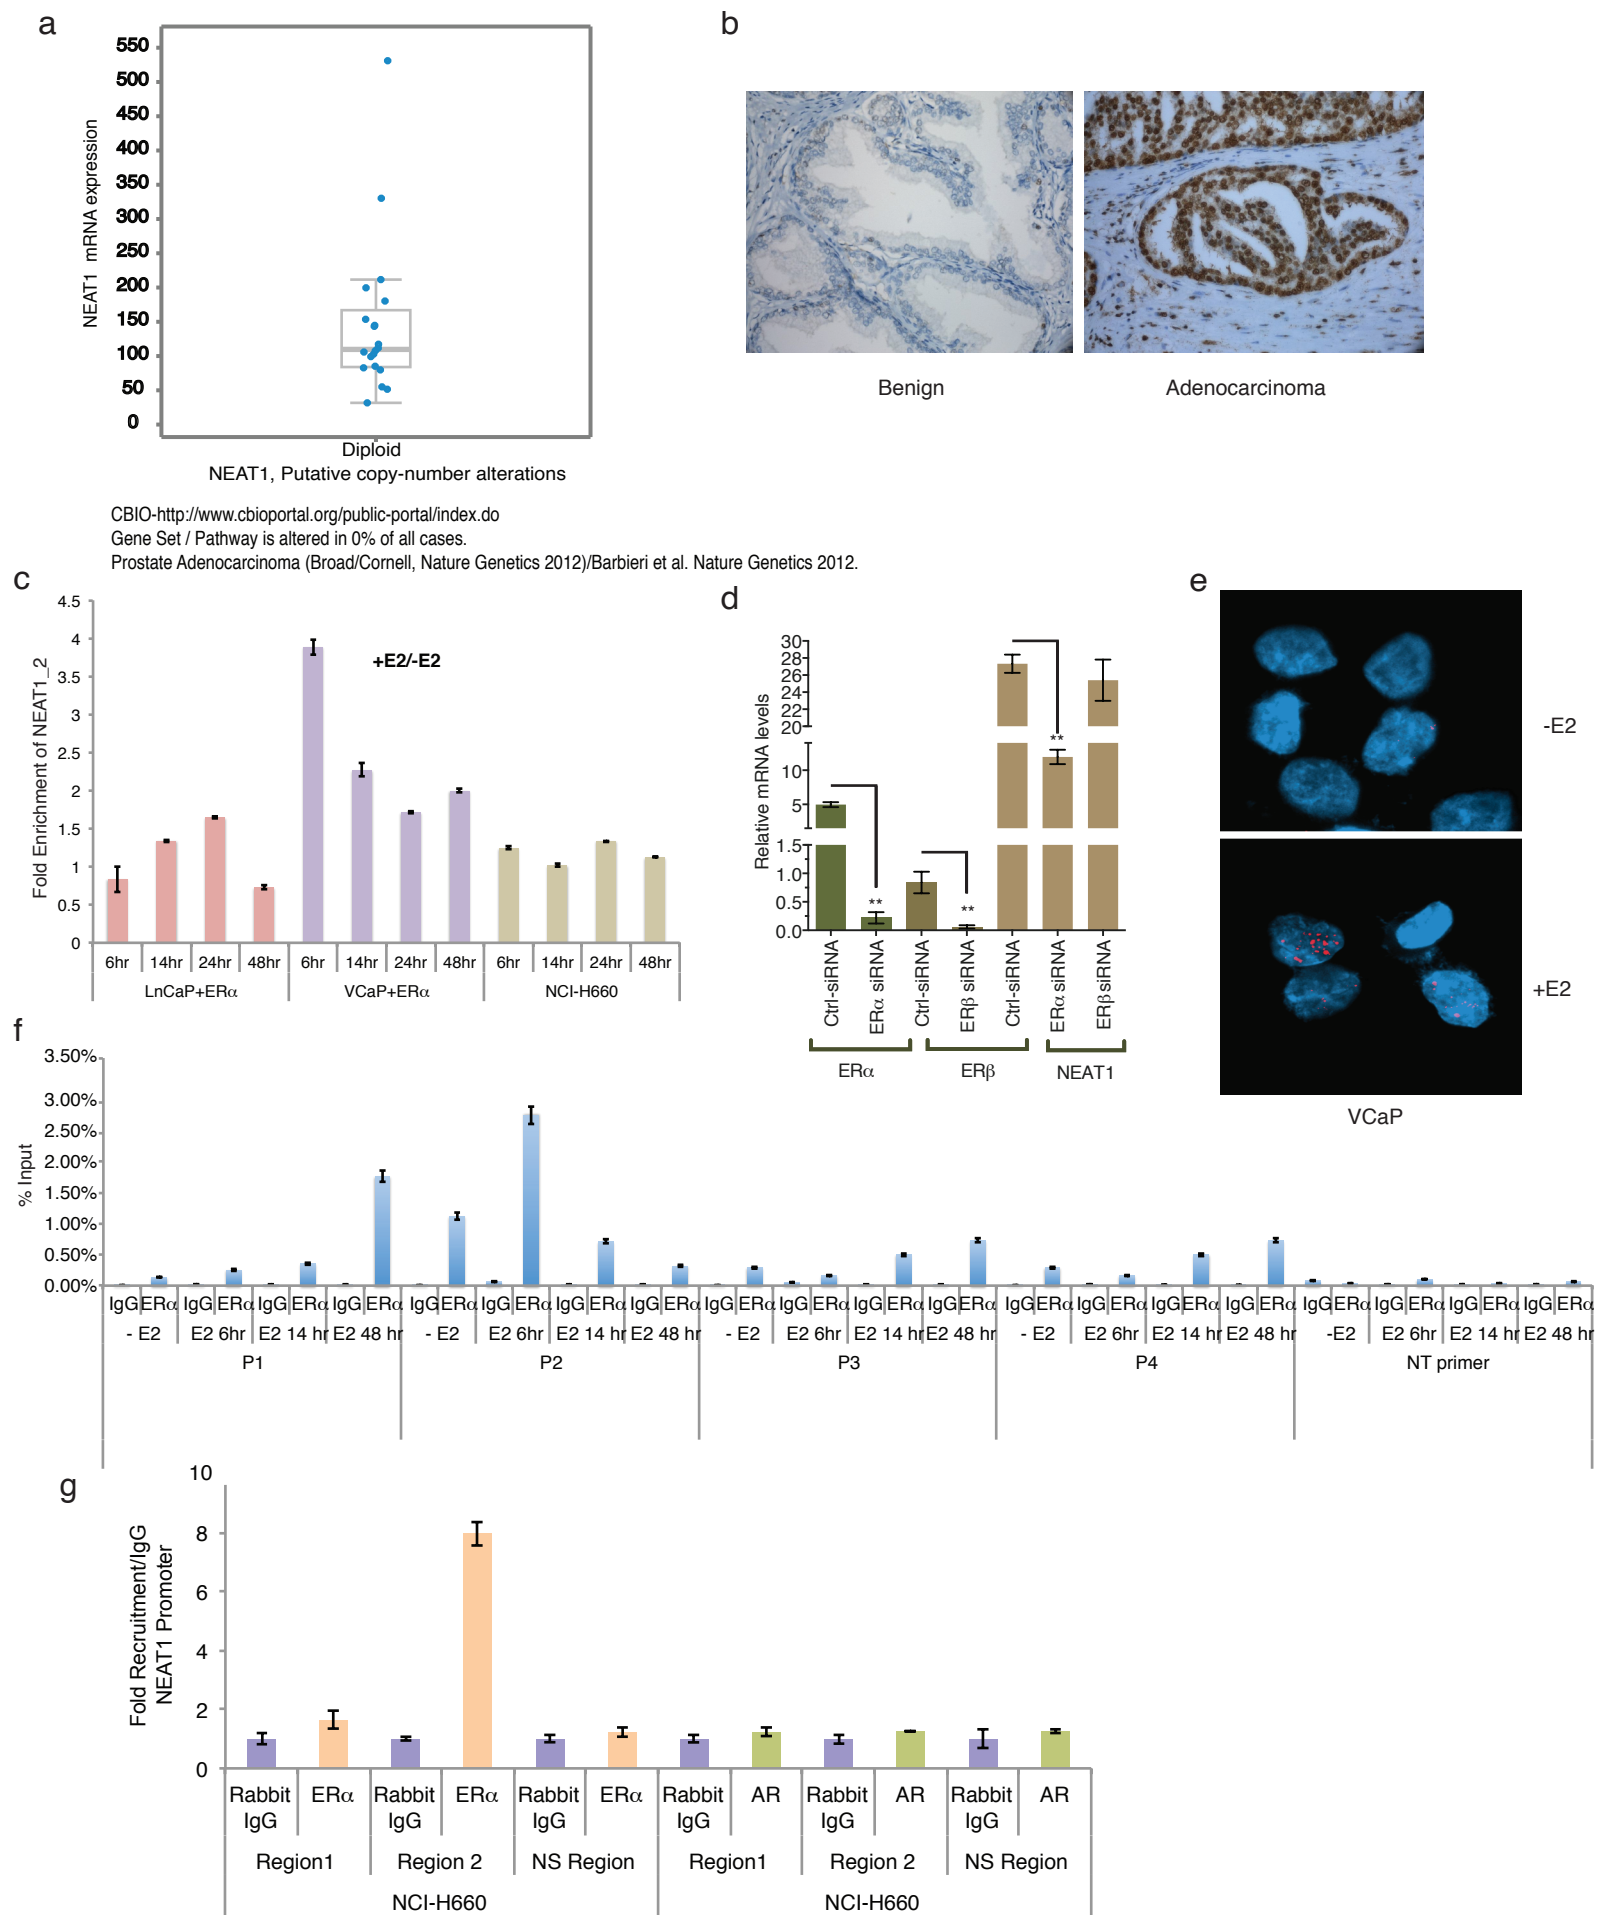 a
550
500
450
400
350
300
250
200
150
100
50
0
NEAT1 mRNA expression
Diploid
NEAT1, Putative copy-number alterations
CBIO-http://www.cbioportal.org/public-portal/index.do
Gene Set / Pathway is altered in 0% of all cases.
Prostate Adenocarcinoma (Broad/Cornell, Nature Genetics 2012)/Barbieri et al. Nature Genetics 2012.
b
Benign Adenocarcinoma
c
4.5
4
3.5
3
2.5
2
1.5
1
0.5
0
Fold Enrichment of NEAT1_2
+E2/-E2
6hr 14hr 24hr 48hr 6hr 14hr 24hr 48hr 6hr 14hr 24hr 48hr
LnCaP+ERα VCaP+ERα NCI-H660
d
30
28
26
24
22
20
10
5
1.5
1.0
0.5
0.0
Relative mRNA levels
**
**
**
Ctrl-siRNA
ERα siRNA
Ctrl-siRNA
ERβ siRNA
Ctrl-siRNA
ERα siRNA
ERβ siRNA
ERα ERβ NEAT1
e
-E2
+E2
VCaP
f
3.50%
3.00%
2.50%
2.00%
1.50%
1.00%
0.50%
0.00%
% Input
IgG ERα IgG ERα IgG ERα IgG ERα IgG ERα IgG ERα IgG ERα IgG ERα IgG ERα IgG ERα IgG ERα IgG ERα IgG ERα IgG ERα IgG ERα IgG ERα IgG ERα IgG ERα IgG ERα IgG ERα
- E2 E2 6hr E2 14 hr E2 48 hr - E2 E2 6hr E2 14 hr E2 48 hr - E2 E2 6hr E2 14 hr E2 48 hr - E2 E2 6hr E2 14 hr E2 48 hr -E2 E2 6hr E2 14 hr E2 48 hr
P1 P2 P3 P4 NT primer
g
10
8
6
4
2
0
Fold Recruitment/IgG
NEAT1 Promoter
Rabbit ERα Rabbit ERα Rabbit ERα Rabbit AR Rabbit AR Rabbit AR
IgG IgG IgG IgG IgG IgG
Region1 Region 2 NS Region Region1 Region 2 NS Region
NCI-H660 NCI-H660